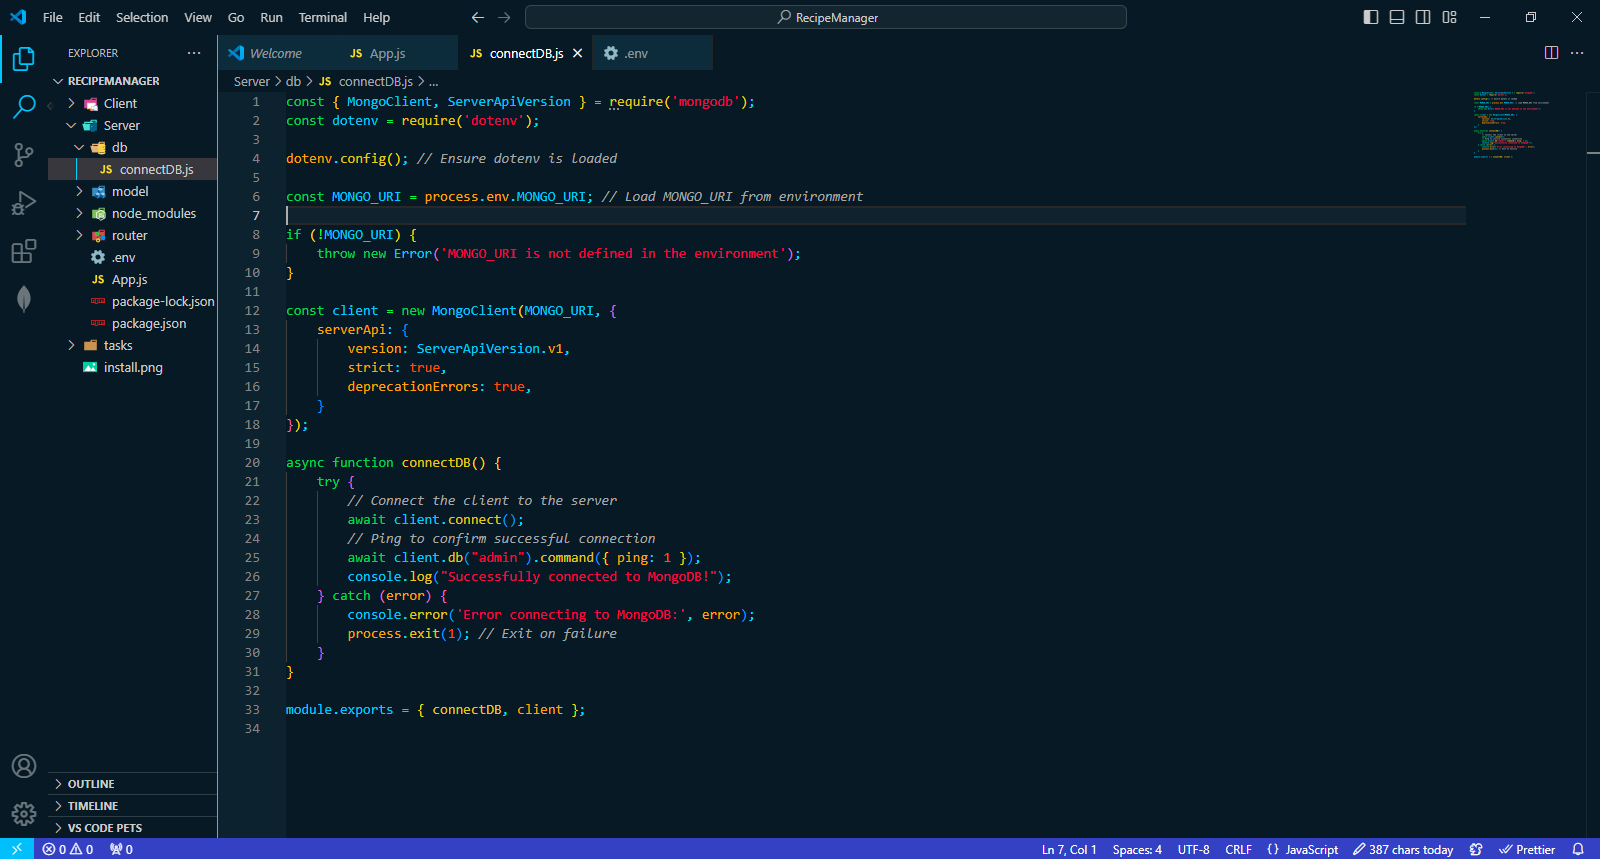 File Edit Selection View Go Run Terminal Help
RecipeManager
EXPLORER
RECIPEMANAGER
Client
Server
db
JS connectDB.js
model
node_modules
router
.env
JS App.js
package-lock.json
package.json
tasks
install.png
OUTLINE
TIMELINE
VS CODE PETS
Welcome
JS App.js
JS connectDB.js
.env
Server > db > JS connectDB.js > ...
1 const { MongoClient, ServerApiVersion } = require('mongodb');
2 const dotenv = require('dotenv');
3
4 dotenv.config(); // Ensure dotenv is loaded
5
6 const MONGO_URI = process.env.MONGO_URI; // Load MONGO_URI from environment
7
8 if (!MONGO_URI) {
9 throw new Error('MONGO_URI is not defined in the environment');
10 }
11
12 const client = new MongoClient(MONGO_URI, {
13 serverApi: {
14 version: ServerApiVersion.v1,
15 strict: true,
16 deprecationErrors: true,
17 }
18 });
19
20 async function connectDB() {
21 try {
22 // Connect the client to the server
23 await client.connect();
24 // Ping to confirm successful connection
25 await client.db("admin").command({ ping: 1 });
26 console.log("Successfully connected to MongoDB!");
27 } catch (error) {
28 console.error('Error connecting to MongoDB:', error);
29 process.exit(1); // Exit on failure
30 }
31 }
32
33 module.exports = { connectDB, client };
34
0 0 0
Ln 7, Col 1 Spaces: 4 UTF-8 CRLF {} JavaScript 387 chars today Prettier